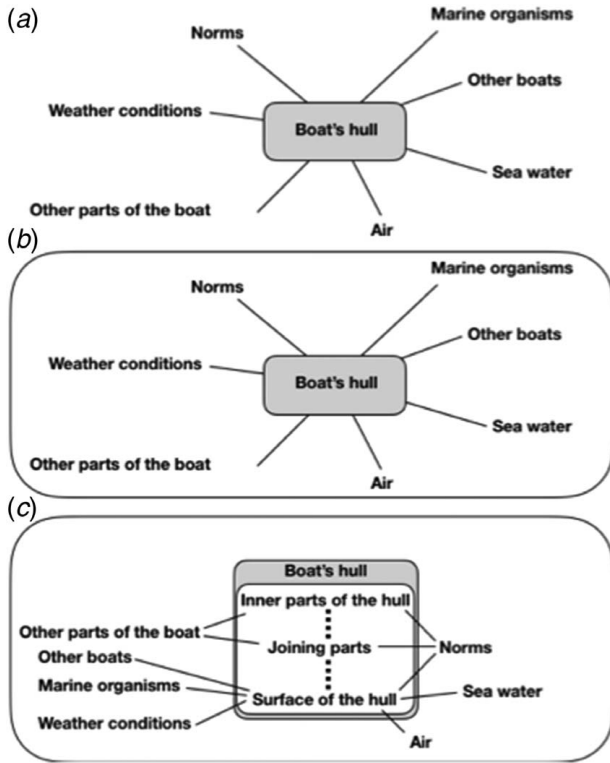 (a)
Norms
Marine organisms
Other boats
Weather conditions
Boat's hull
Sea water
Other parts of the boat
Air
(b)
Norms
Marine organisms
Other boats
Weather conditions
Boat's hull
Sea water
Other parts of the boat
Air
(c)
Boat's hull
Inner parts of the hull
Other parts of the boat
Joining parts
Norms
Other boats
Marine organisms
Surface of the hull
Sea water
Weather conditions
Air